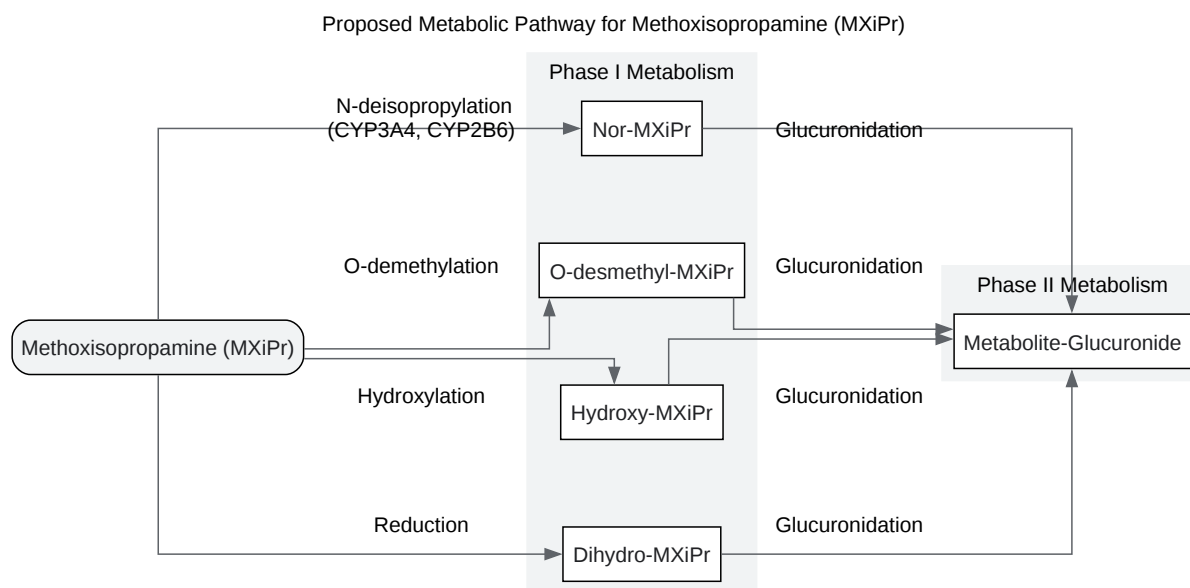 Proposed Metabolic Pathway for Methoxisopropamine (MXiPr)
Phase I Metabolism
N-deisopropylation
(CYP3A4, CYP2B6)
Nor-MXiPr
Glucuronidation
O-demethylation
O-desmethyl-MXiPr
Glucuronidation
Phase II Metabolism
Methoxisopropamine (MXiPr)
Metabolite-Glucuronide
Hydroxylation
Hydroxy-MXiPr
Glucuronidation
Reduction
Dihydro-MXiPr
Glucuronidation